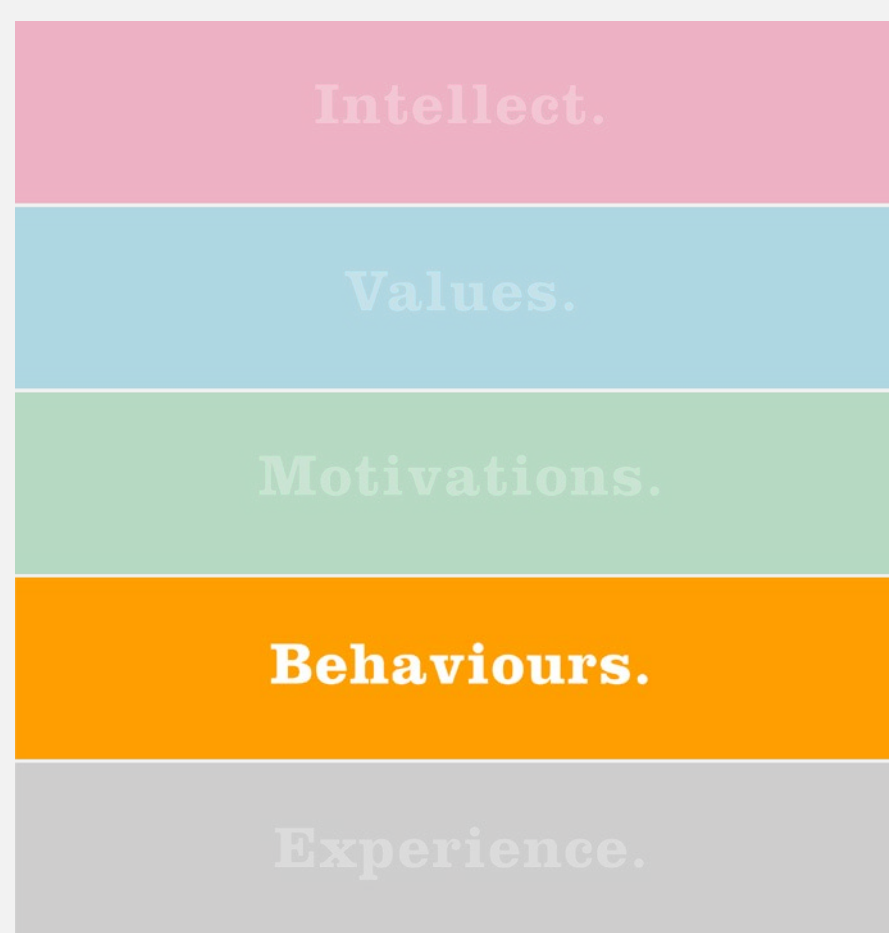 Intellect.
Values.
Motivations.
Behaviours.
Experience.